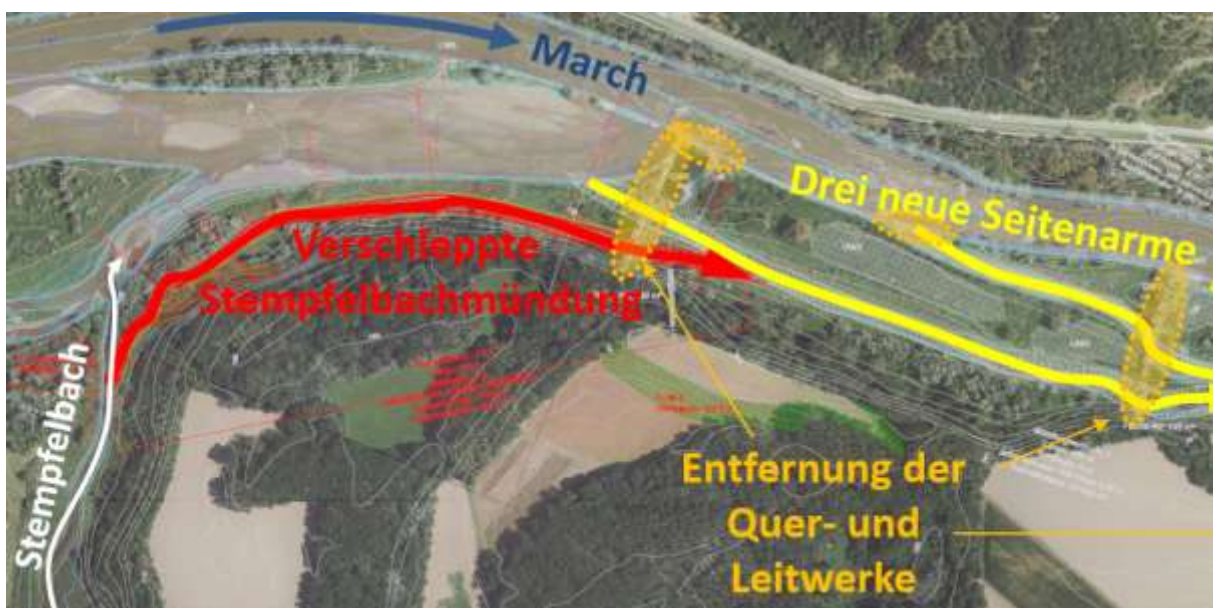 March
Drei neue Seitenarme
Verschleppte
Stempfelbachmündung
Stempfelbach
Entfernung der
Quer- und
Leitwerke